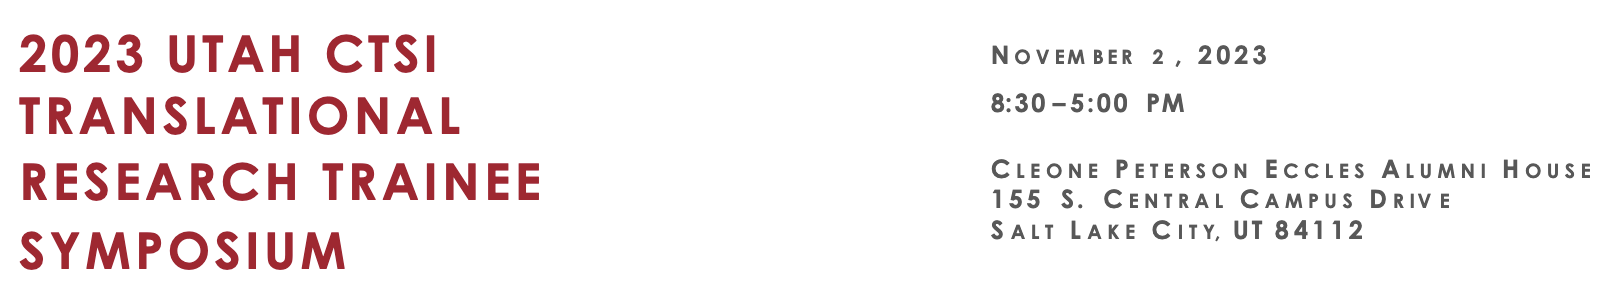 2023 UTAH CTSI
TRANSLATIONAL
RESEARCH TRAINEE
SYMPOSIUM
NOVEMBER 2, 2023
8:30–5:00 PM
CLEONE PETERSON ECCLES ALUMNI HOUSE
155 S. CENTRAL CAMPUS DRIVE
SALT LAKE CITY, UT 84112